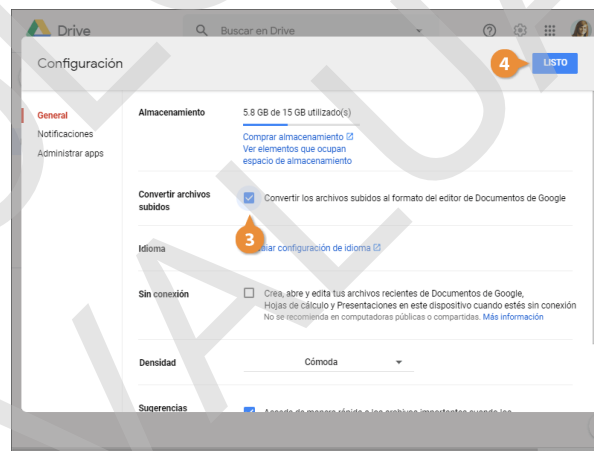 Drive
Buscar en Drive
Configuración
4
LISTO
General
Notificaciones
Administrar apps
Almacenamiento
5.8 GB de 15 GB utilizado(s)
Comprar almacenamiento
Ver elementos que ocupan
espacio de almacenamiento
Convertir archivos
subidos
Convertir los archivos subidos al formato del editor de Documentos de Google
3
Idioma
configuración de idioma
Sin conexión
Crea, abre y edita tus archivos recientes de Documentos de Google,
Hojas de cálculo y Presentaciones en este dispositivo cuando estés sin conexión
No se recomienda en computadoras públicas o compartidas. Más información
Densidad
Cómoda
Sugerencias